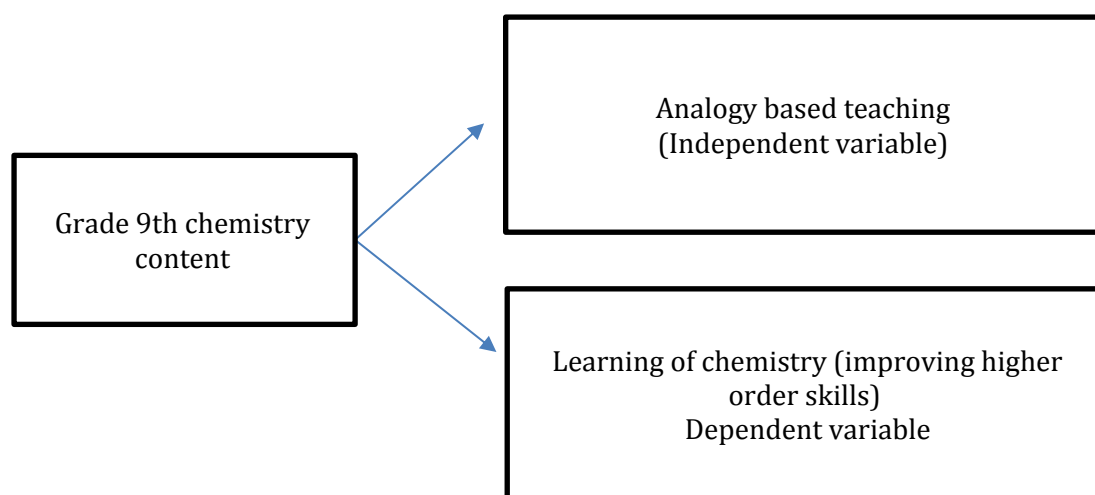 Analogy based teaching
(Independent variable)
Grade 9th chemistry
content
Learning of chemistry (improving higher
order skills)
Dependent variable